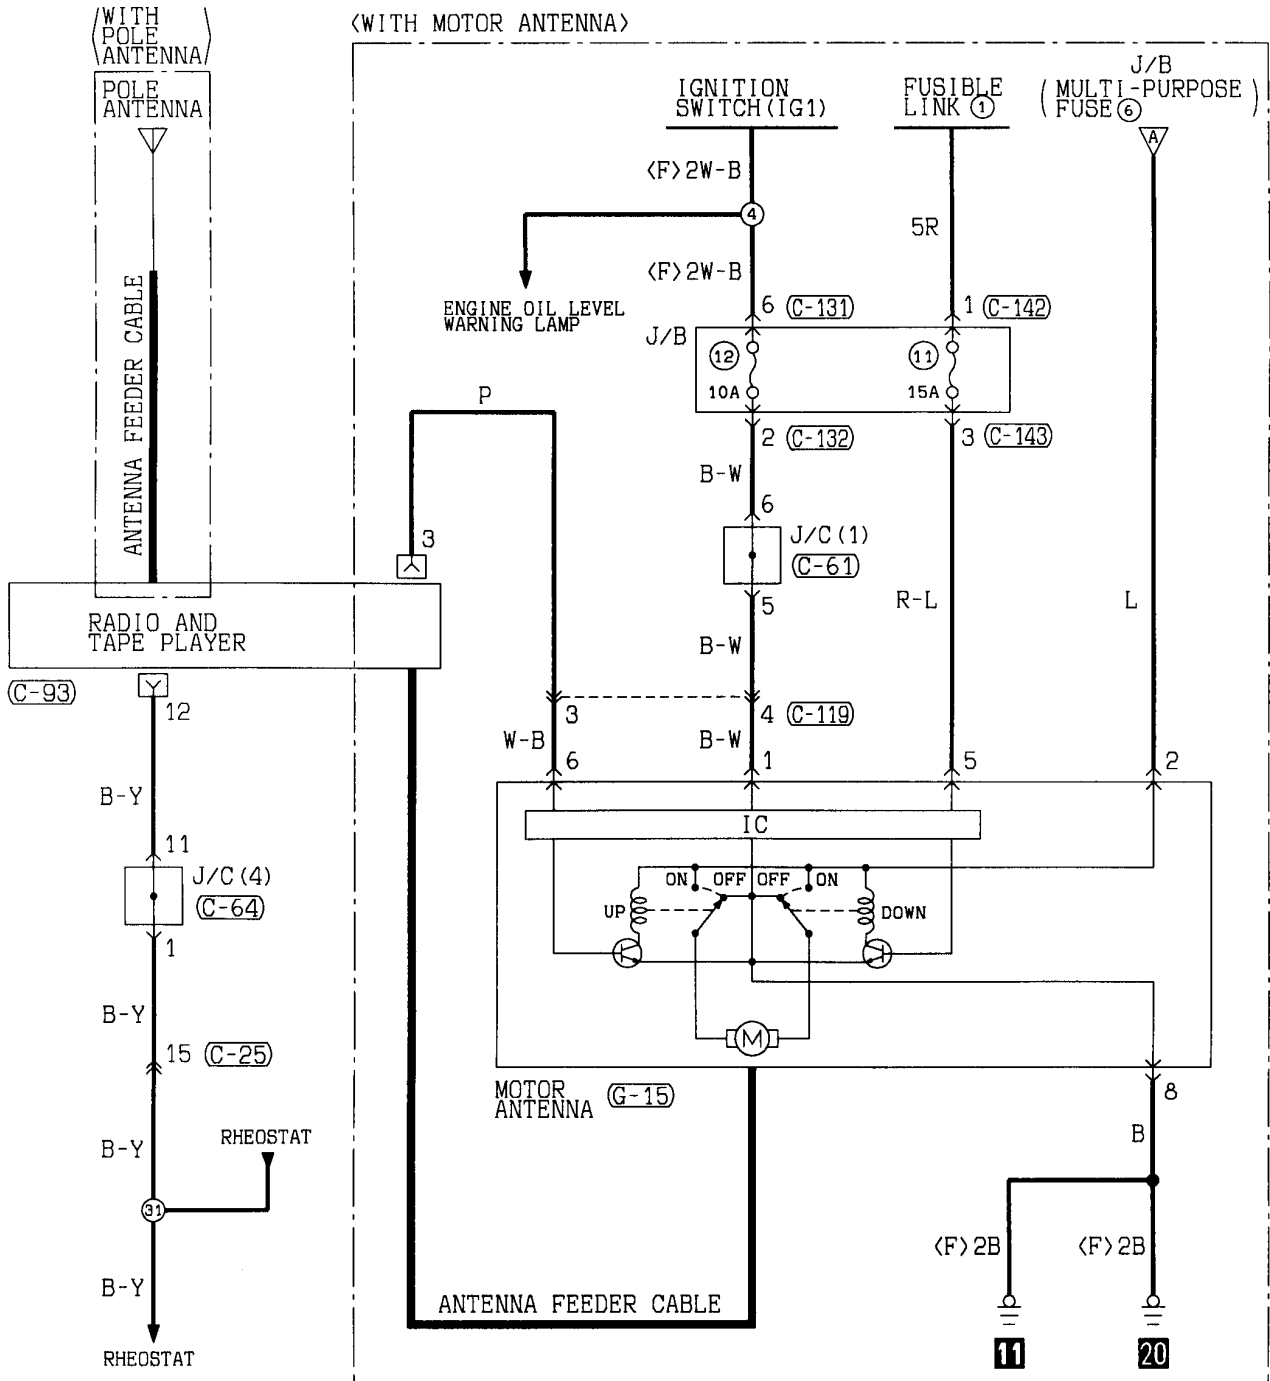 (WITH POLE ANTENNA)
POLE ANTENNA
ANTENNA FEEDER CABLE
RADIO AND TAPE PLAYER
C-93
12
B-Y
11
J/C(4)
C-64
1
B-Y
15 C-25
B-Y
RHEOSTAT
31
B-Y
RHEOSTAT
<WITH MOTOR ANTENNA>
IGNITION SWITCH(IG1)
FUSIBLE LINK ①
J/B (MULTI-PURPOSE FUSE ⑥)
A
<F>2W-B
4
5R
<F>2W-B
ENGINE OIL LEVEL WARNING LAMP
6 C-131
1 C-142
J/B
12
11
10A
15A
P
2 C-132
3 C-143
B-W
6
3
J/C(1)
C-61
5
R-L
L
B-W
3
4 C-119
W-B
B-W
6
1
5
2
IC
ON OFF OFF ON
UP
DOWN
M
MOTOR ANTENNA G-15
8
B
<F>2B
<F>2B
ANTENNA FEEDER CABLE
11
20